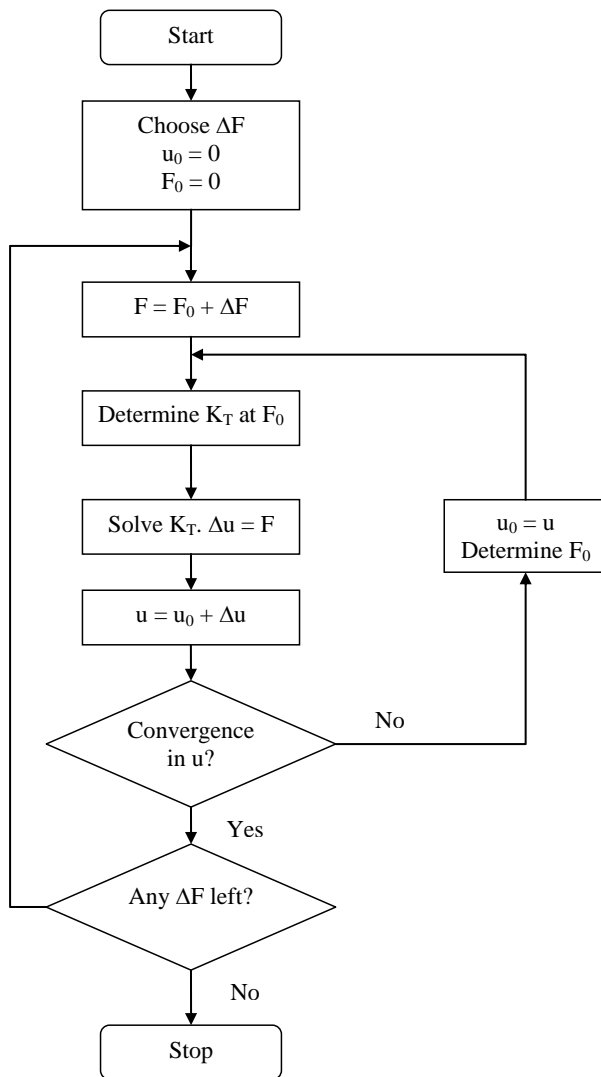 Start
Choose ΔF
u₀ = 0
F₀ = 0
F = F₀ + ΔF
Determine K_T at F₀
Solve K_T. Δu = F
u₀ = u
Determine F₀
u = u₀ + Δu
Convergence
in u?
No
Yes
Any ΔF left?
No
Stop